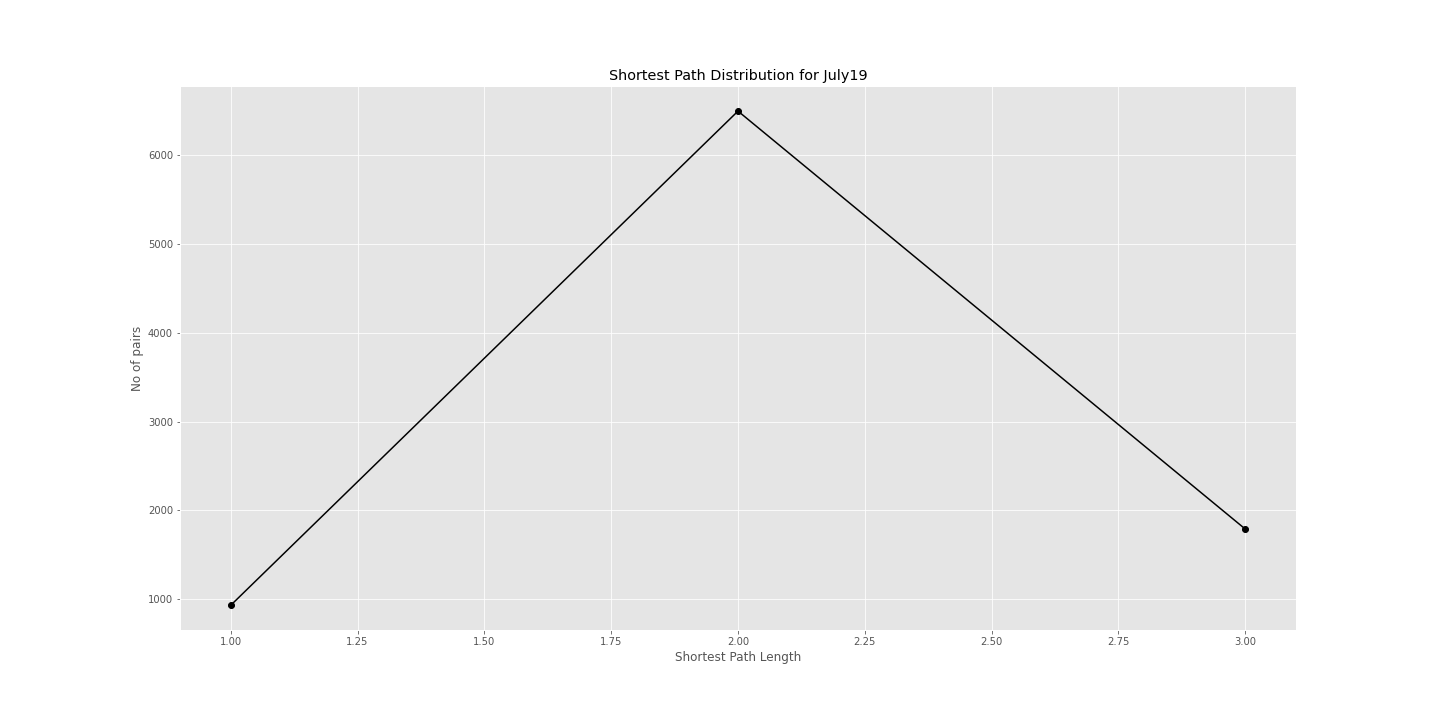 Shortest Path Distribution for July19
No of pairs
6000
5000
4000
3000
2000
1000
1.00 1.25 1.50 1.75 2.00 2.25 2.50 2.75 3.00
Shortest Path Length